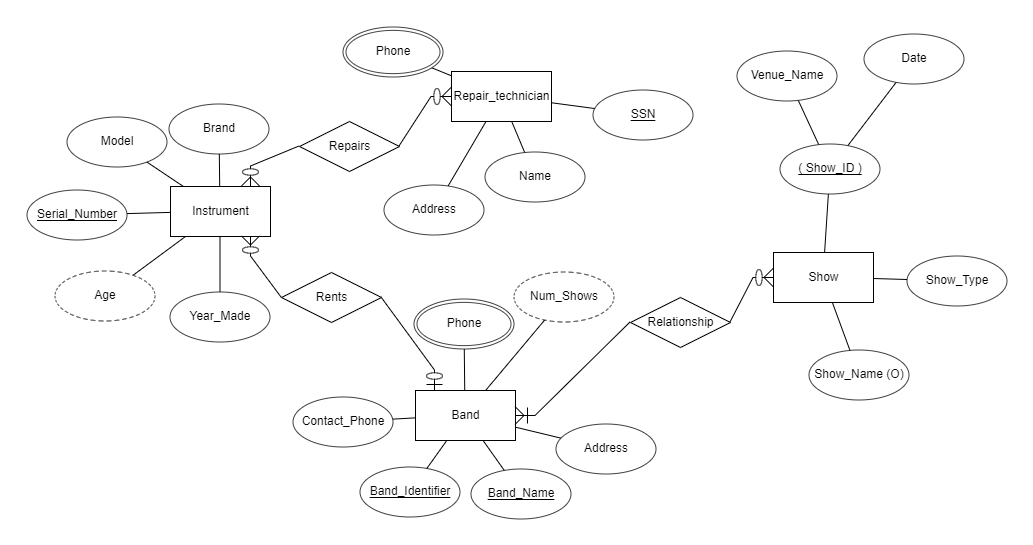 Phone
Repair_technician
SSN
Name
Address
Venue_Name
Date
( Show_ID )
Brand
Model
Repairs
Serial_Number
Instrument
Age
Year_Made
Rents
Num_Shows
Phone
Relationship
Show
Show_Type
Show_Name (O)
Contact_Phone
Band
Address
Band_Identifier
Band_Name